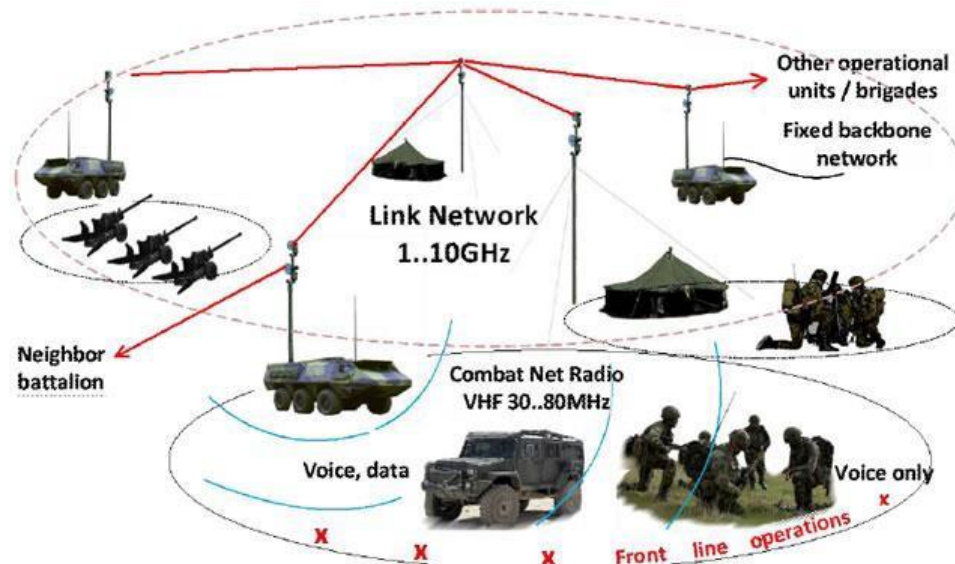 Other operational
units / brigades
Fixed backbone
network
Link Network
1..10GHz
Neighbor
battalion
Combat Net Radio
VHF 30..80MHz
Voice, data
Voice only
x x x Front line operations x